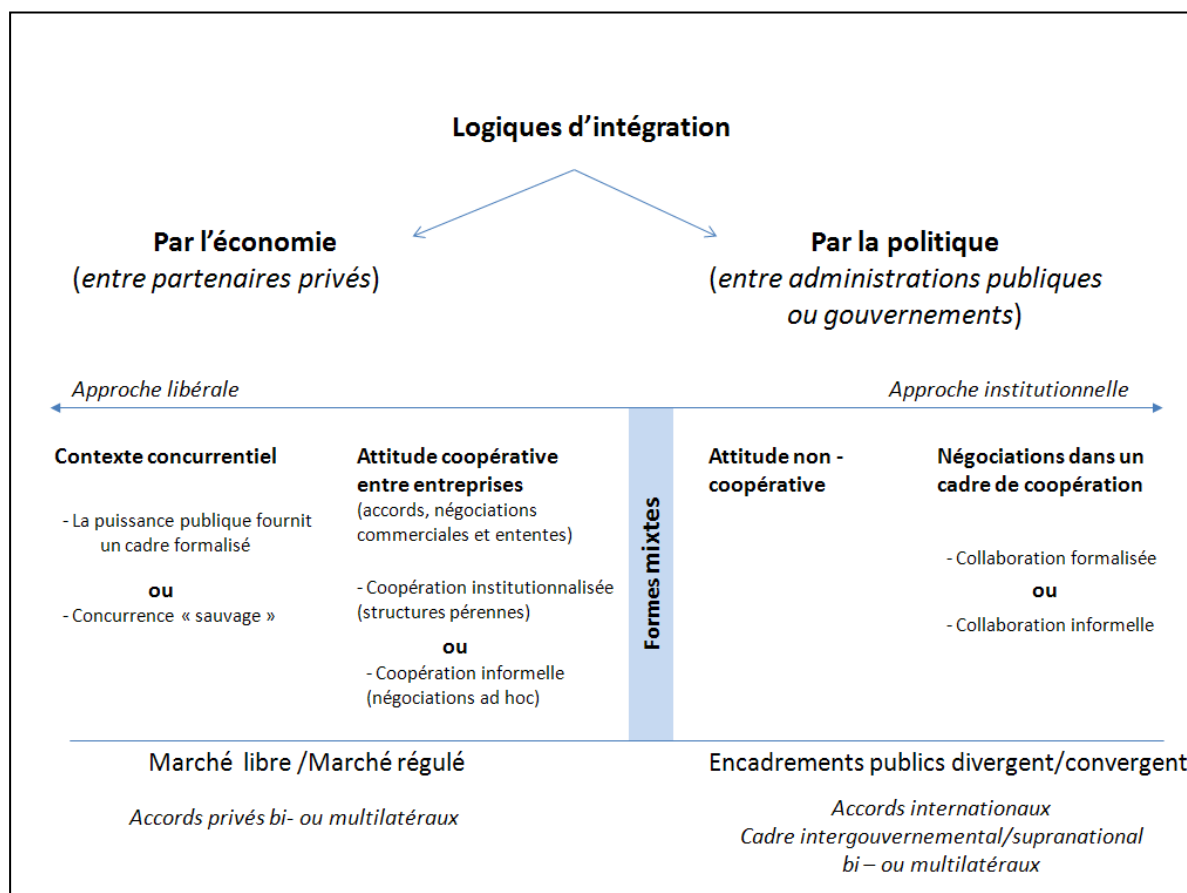 Logiques d'intégration
Par l'économie
(entre partenaires privés)
Par la politique
(entre administrations publiques
ou gouvernements)
Approche libérale
Approche institutionnelle
Contexte concurrentiel
- La puissance publique fournit
un cadre formalisé
ou
- Concurrence « sauvage »
Attitude coopérative
entre entreprises
(accords, négociations
commerciales et ententes)
- Coopération institutionnalisée
(structures pérennes)
ou
- Coopération informelle
(négociations ad hoc)
Formes mixtes
Attitude non -
coopérative
Négociations dans un
cadre de coopération
- Collaboration formalisée
ou
- Collaboration informelle
Marché libre /Marché régulé
Accords privés bi- ou multilatéraux
Encadrements publics divergent/convergent
Accords internationaux
Cadre intergouvernemental/supranational
bi – ou multilatéraux